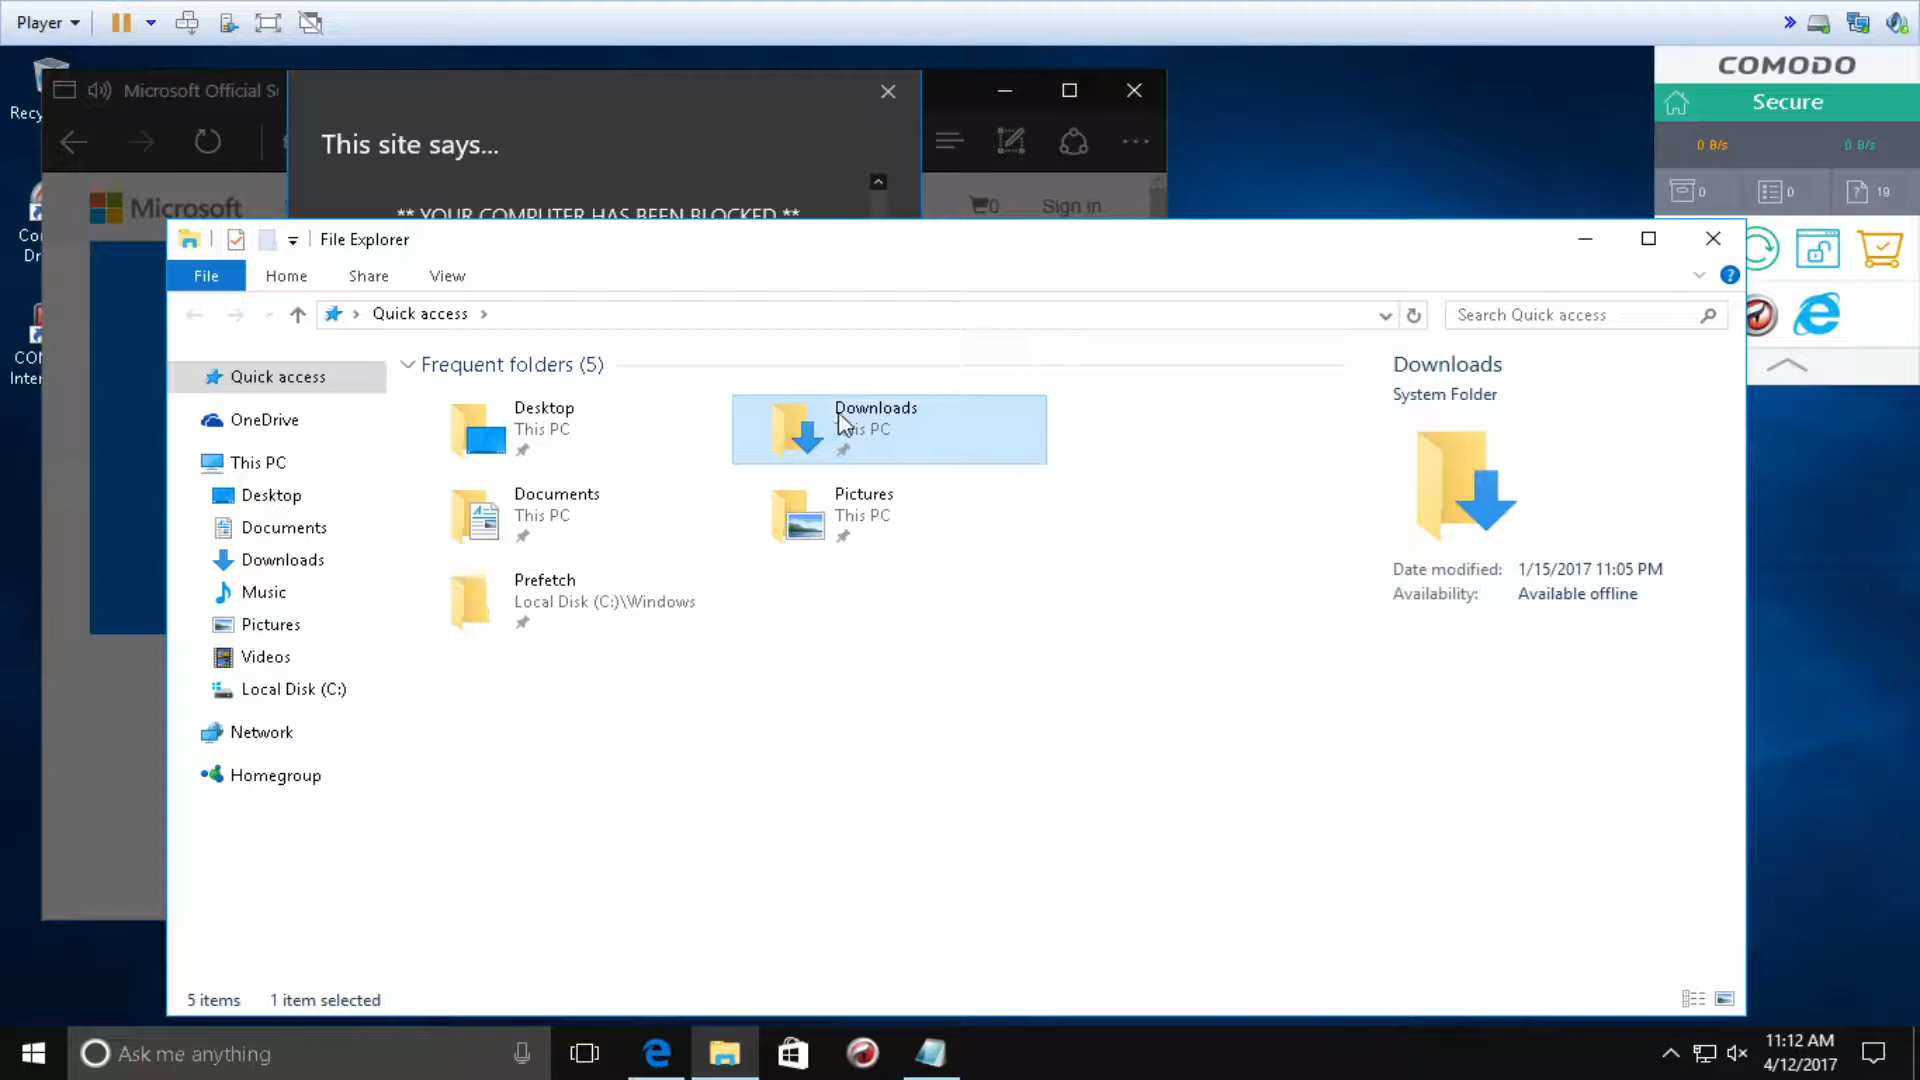 Player
COMODO
Secure
0 B/s
0 B/s
0
0
19
Recy
Microsoft Official S
This site says...
** YOUR COMPUTER HAS BEEN BLOCKED **
Microsoft
0
Sign in
Co
Dr
CO
Inter
File Explorer
File
Home
Share
View
Quick access
Search Quick access
Quick access
OneDrive
This PC
Desktop
Documents
Downloads
Music
Pictures
Videos
Local Disk (C:)
Network
Homegroup
Frequent folders (5)
Desktop
This PC
Downloads
This PC
Documents
This PC
Pictures
This PC
Prefetch
Local Disk (C:)\Windows
Downloads
System Folder
Date modified: 1/15/2017 11:05 PM
Availability: Available offline
5 items
1 item selected
Ask me anything
11:12 AM
4/12/2017